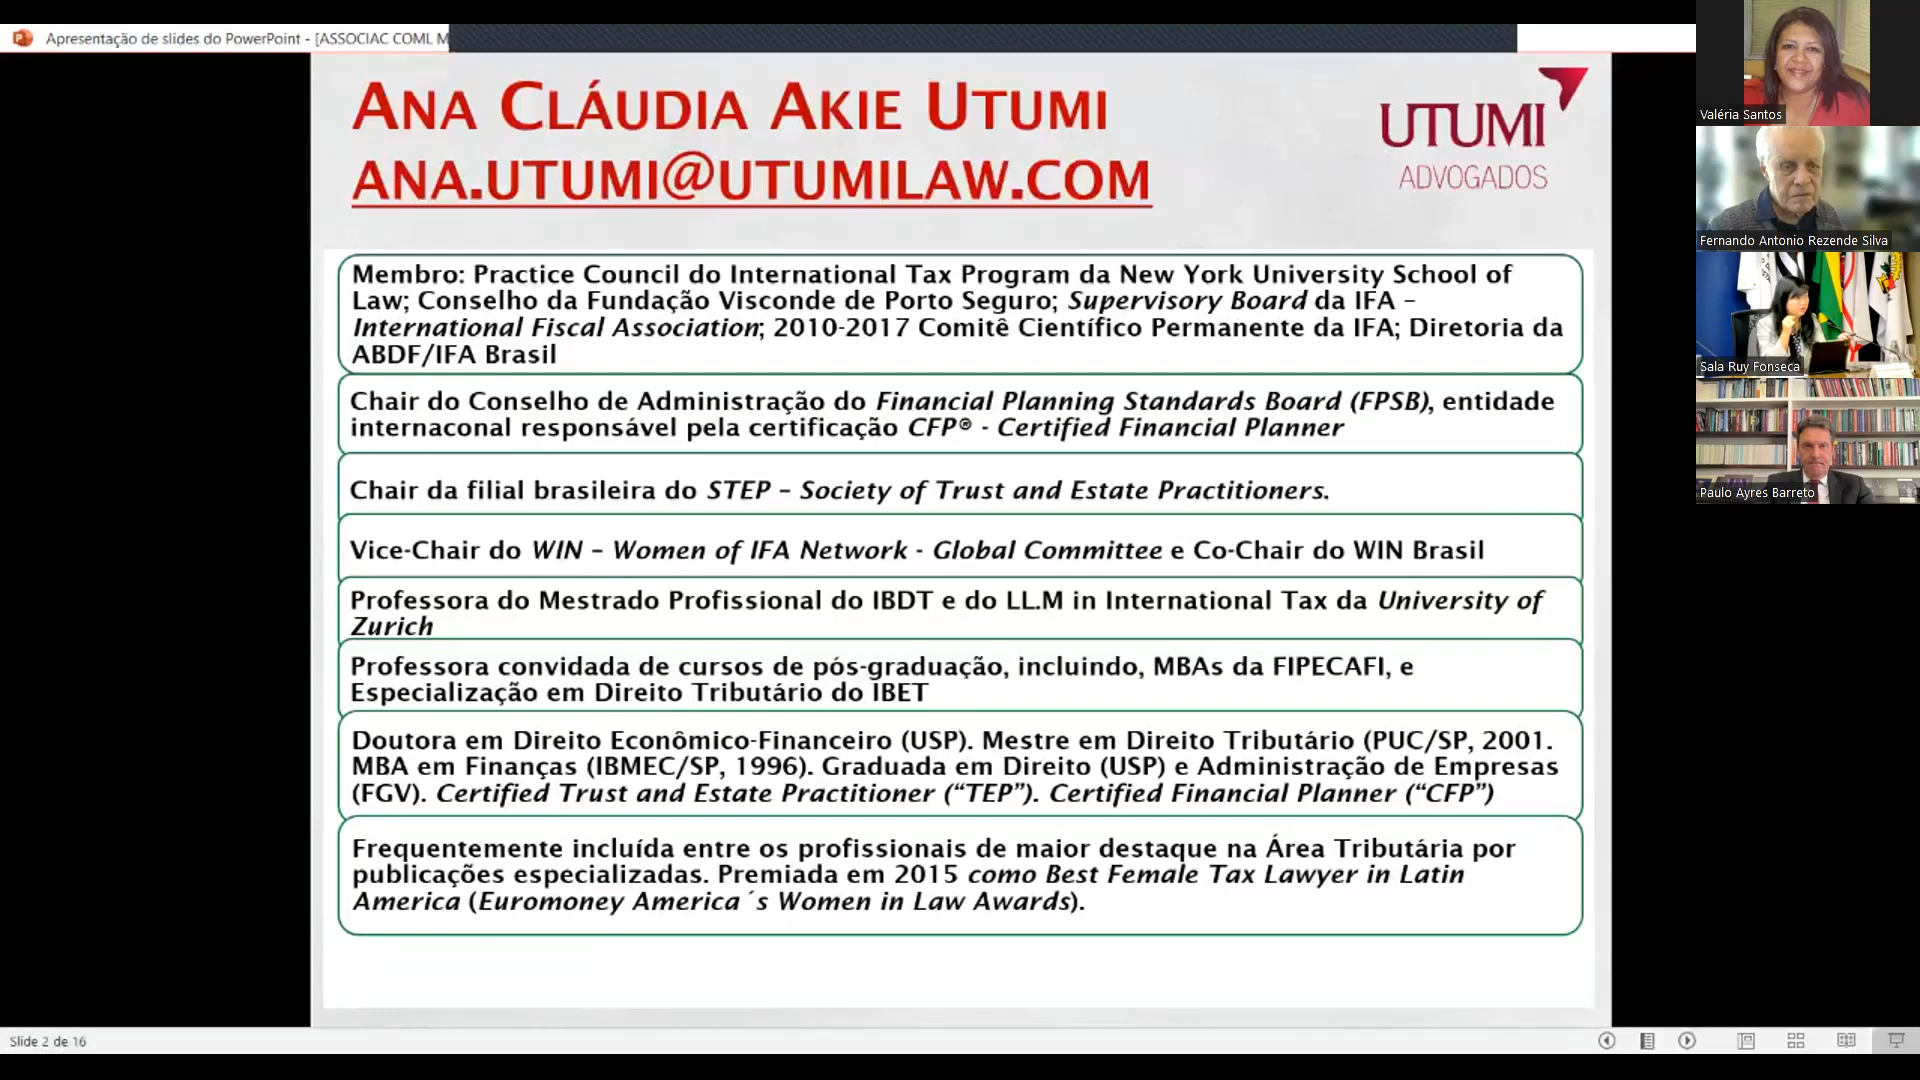 Apresentação de slides do PowerPoint - [ASSOCIAC COML M
ANA CLÁUDIA AKIE UTUMI
ANA.UTUMI@UTUMILAW.COM
UTUMI
ADVOGADOS
Membro: Practice Council do International Tax Program da New York University School of
Law; Conselho da Fundação Visconde de Porto Seguro; Supervisory Board da IFA –
International Fiscal Association; 2010-2017 Comitê Científico Permanente da IFA; Diretoria da
ABDF/IFA Brasil
Chair do Conselho de Administração do Financial Planning Standards Board (FPSB), entidade
internaconal responsável pela certificação CFP® - Certified Financial Planner
Chair da filial brasileira do STEP – Society of Trust and Estate Practitioners.
Vice-Chair do WIN – Women of IFA Network - Global Committee e Co-Chair do WIN Brasil
Professora do Mestrado Profissional do IBDT e do LL.M in International Tax da University of
Zurich
Professora convidada de cursos de pós-graduação, incluindo, MBAs da FIPECAFI, e
Especialização em Direito Tributário do IBET
Doutora em Direito Econômico-Financeiro (USP). Mestre em Direito Tributário (PUC/SP, 2001.
MBA em Finanças (IBMEC/SP, 1996). Graduada em Direito (USP) e Administração de Empresas
(FGV). Certified Trust and Estate Practitioner (“TEP”). Certified Financial Planner (“CFP”)
Frequentemente incluída entre os profissionais de maior destaque na Área Tributária por
publicações especializadas. Premiada em 2015 como Best Female Tax Lawyer in Latin
America (Euromoney America´s Women in Law Awards).
Slide 2 de 16
Valéria Santos
Fernando Antonio Rezende Silva
Sala Ruy Fonseca
Paulo Ayres Barreto